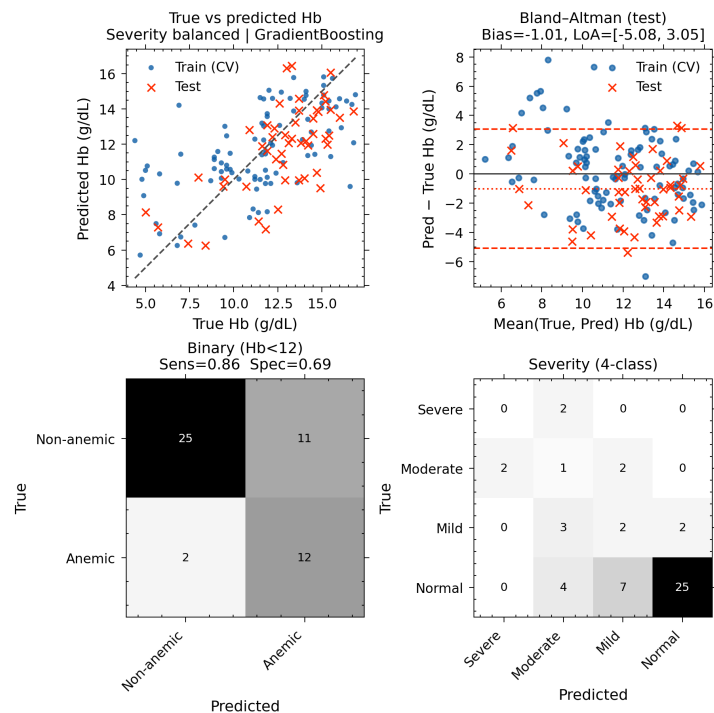 True vs predicted Hb
Severity balanced | GradientBoosting
Predicted Hb (g/dL)
16
14
12
10
8
6
4
Train (CV)
Test
5.0
7.5
10.0
12.5
15.0
True Hb (g/dL)
Bland–Altman (test)
Bias=-1.01, LoA=[-5.08, 3.05]
Pred − True Hb (g/dL)
8
6
4
2
0
−2
−4
−6
Train (CV)
Test
6
8
10
12
14
16
Mean(True, Pred) Hb (g/dL)
Binary (Hb<12)
Sens=0.86 Spec=0.69
True
Non-anemic
25
11
Anemic
2
12
Non-anemic
Anemic
Predicted
Severity (4-class)
True
Severe
0
2
0
0
Moderate
2
1
2
0
Mild
0
3
2
2
Normal
0
4
7
25
Severe
Moderate
Mild
Normal
Predicted